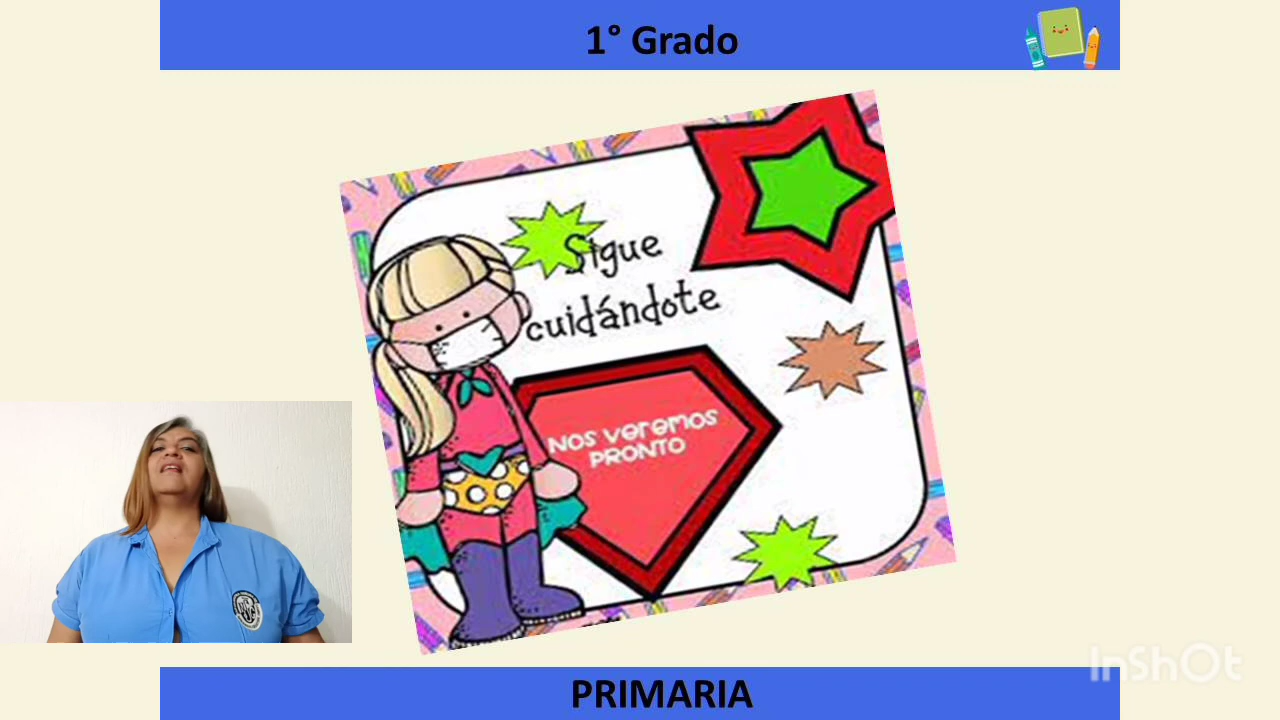 1° Grado
Sigue
cuidándote
NOS VEREMOS
PRONTO
InShOt
PRIMARIA